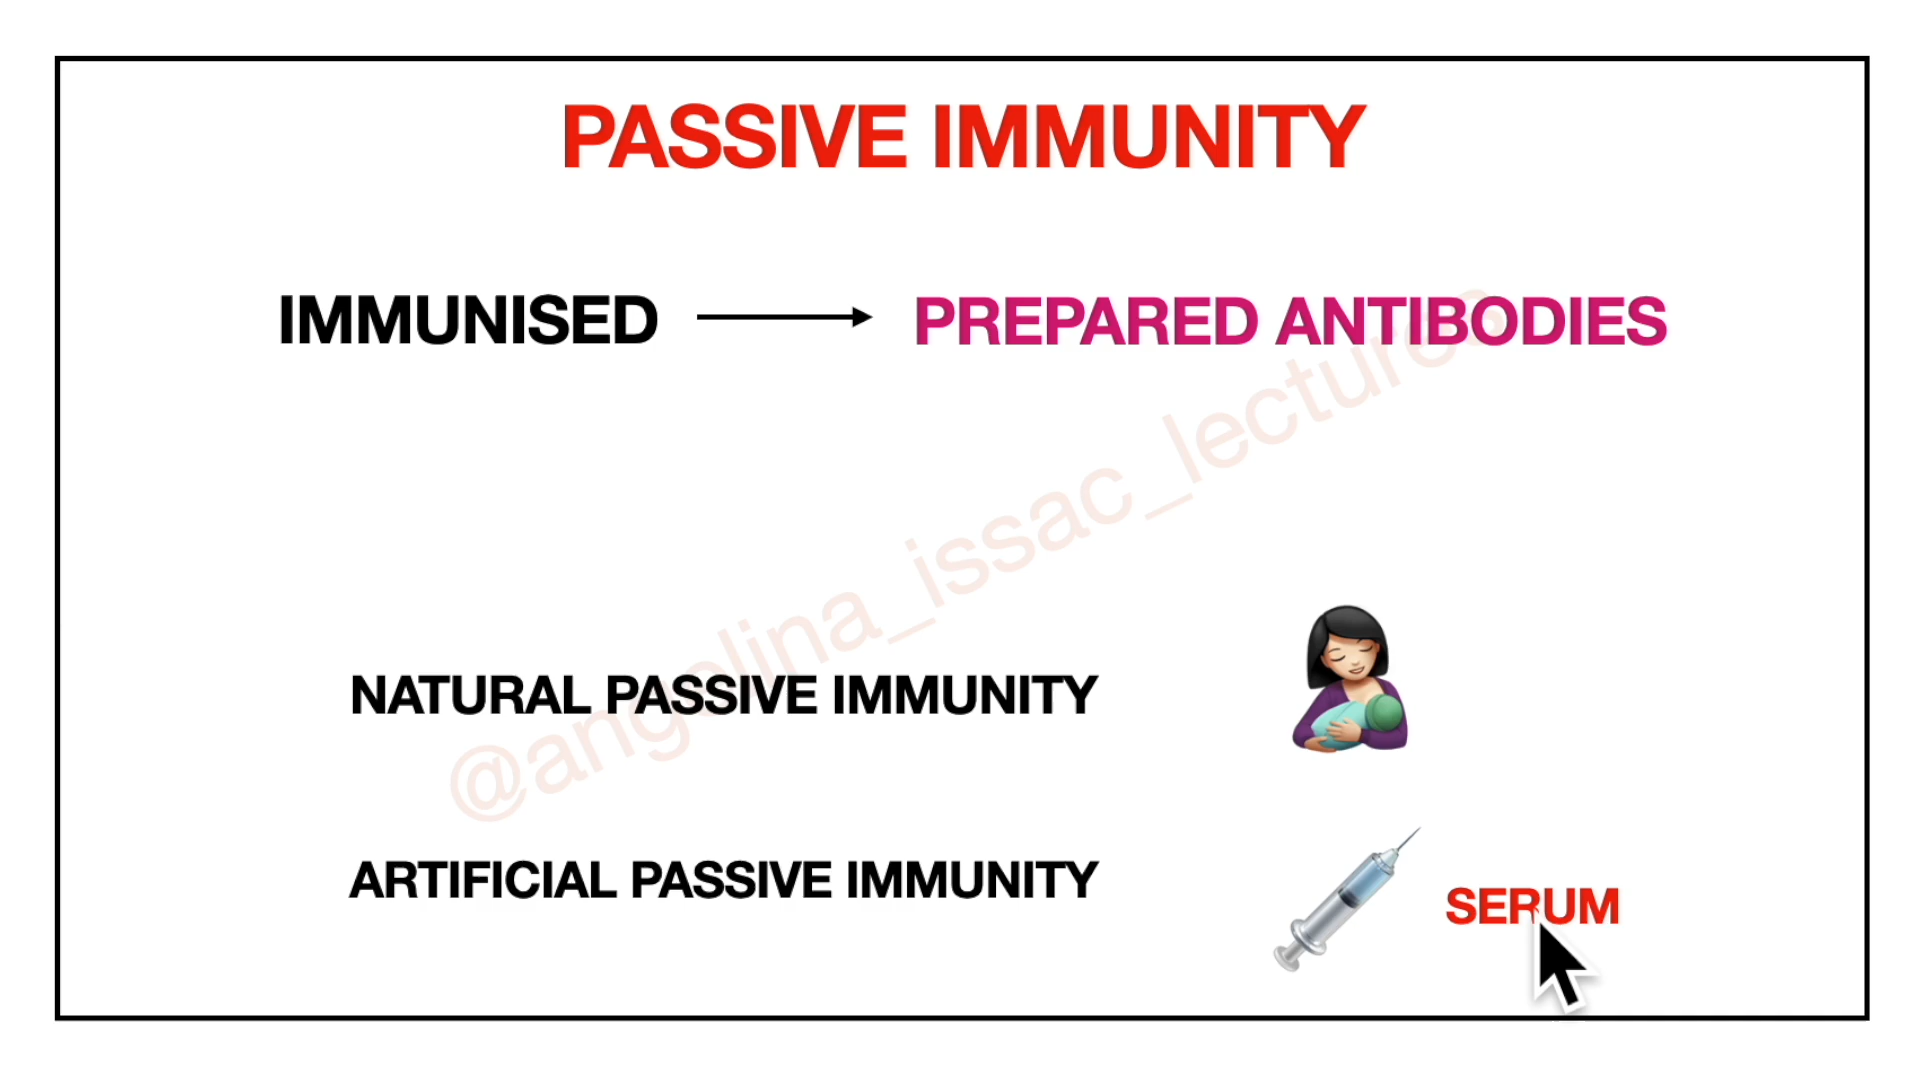 PASSIVE IMMUNITY
IMMUNISED → PREPARED ANTIBODIES
@angelina_issac_lectures
NATURAL PASSIVE IMMUNITY
ARTIFICIAL PASSIVE IMMUNITY
SERUM